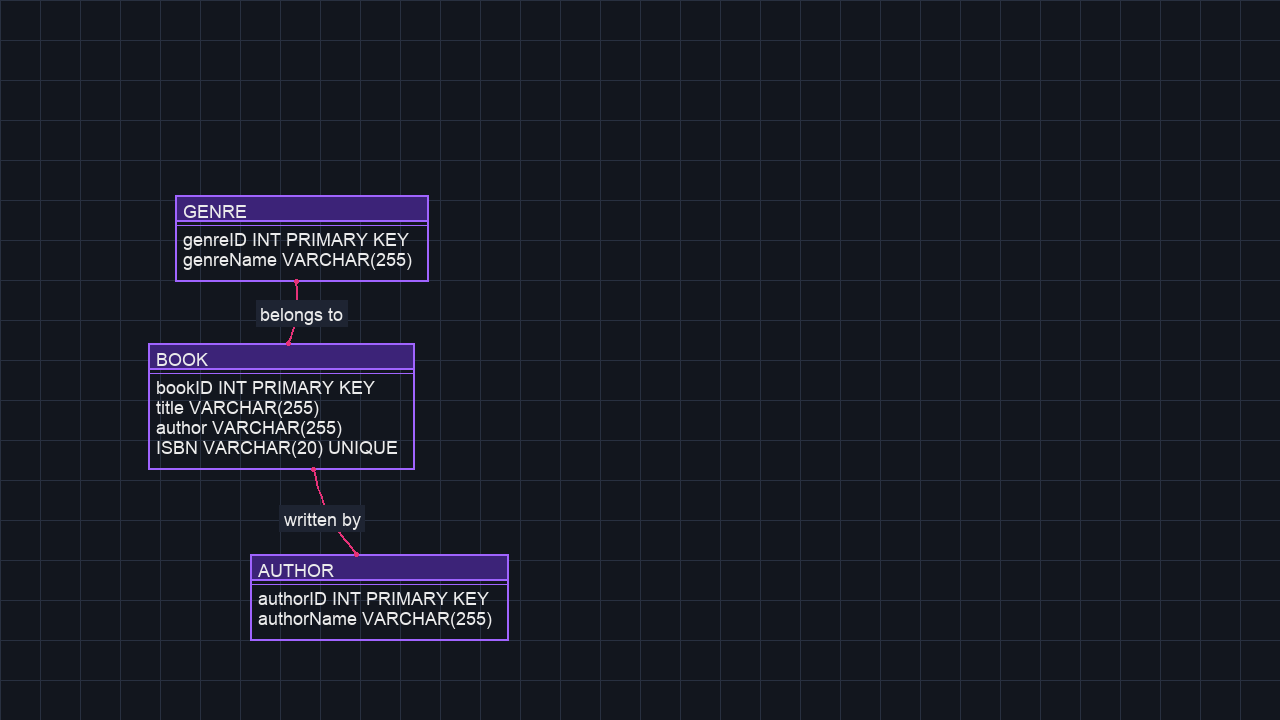 GENRE
genreID INT PRIMARY KEY
genreName VARCHAR(255)
belongs to
BOOK
bookID INT PRIMARY KEY
title VARCHAR(255)
author VARCHAR(255)
ISBN VARCHAR(20) UNIQUE
written by
AUTHOR
authorID INT PRIMARY KEY
authorName VARCHAR(255)